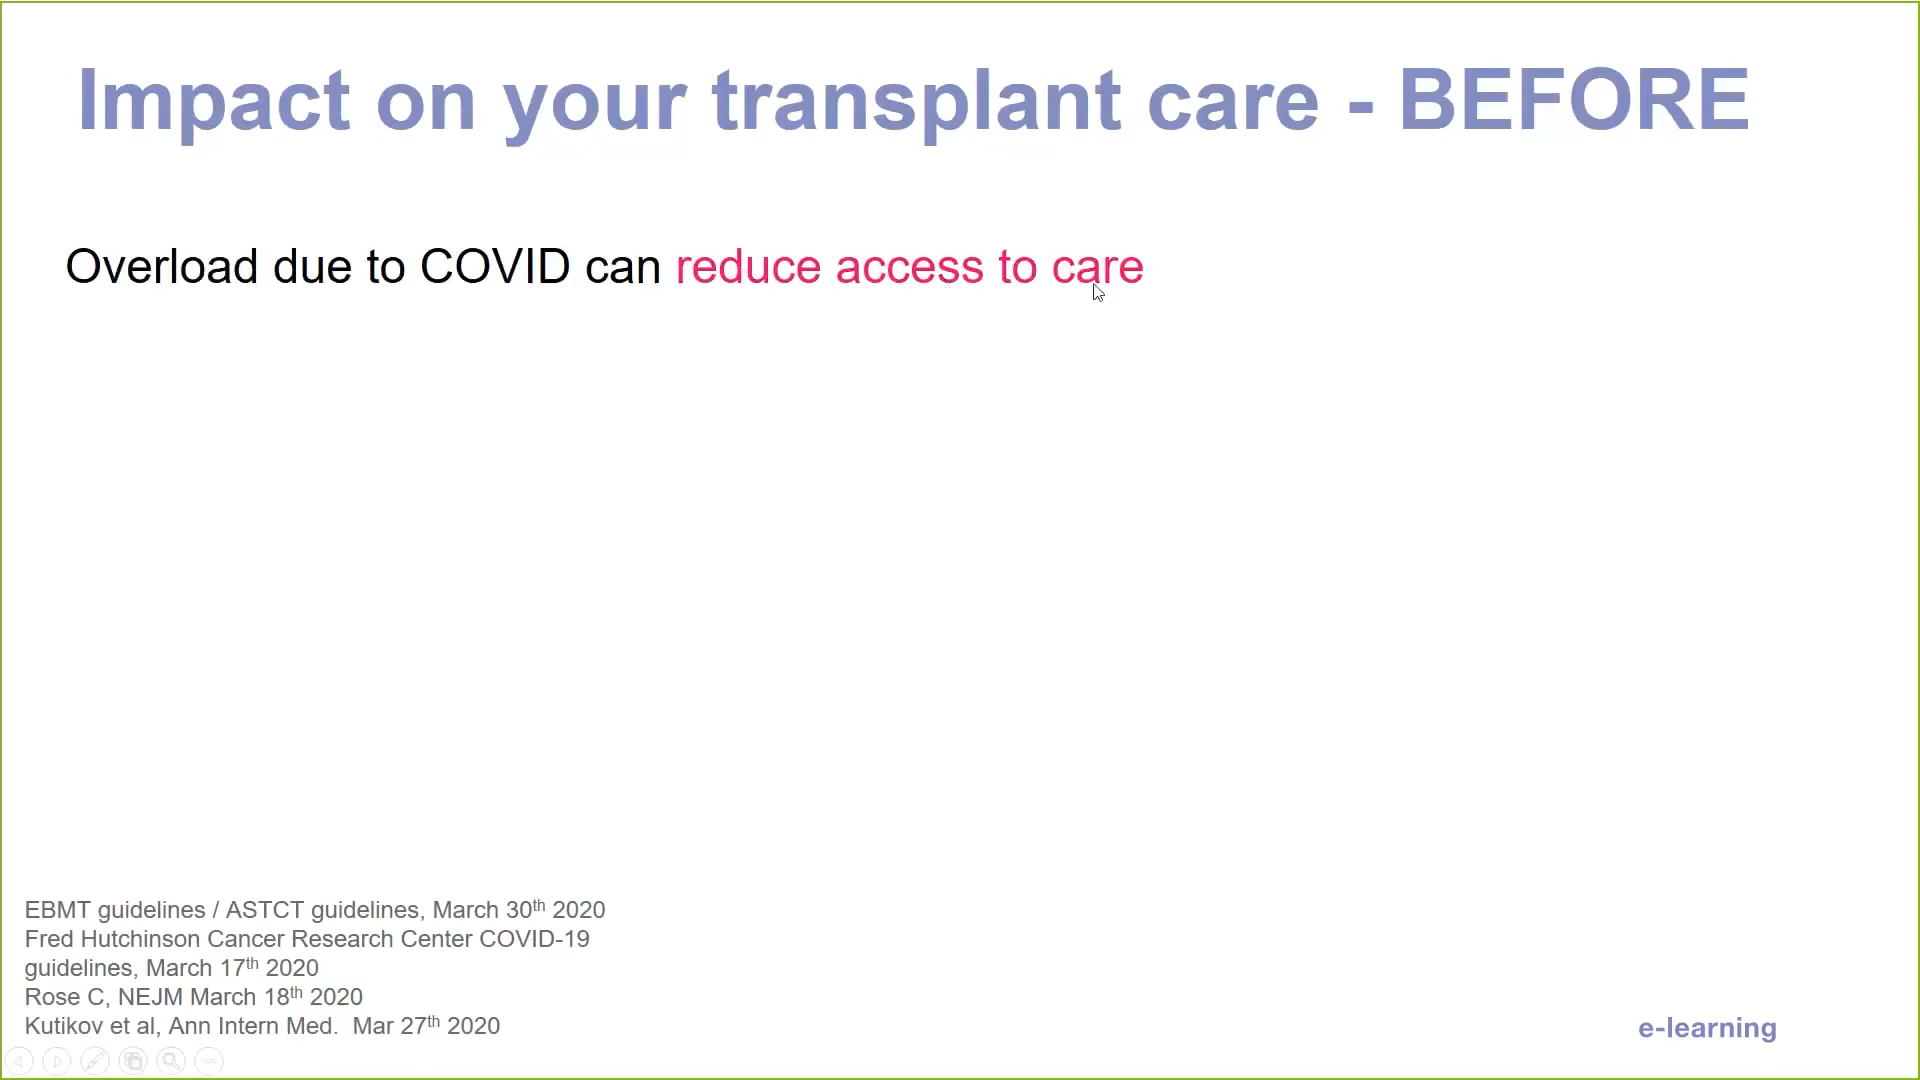 Impact on your transplant care - BEFORE
Overload due to COVID can reduce access to care
EBMT guidelines / ASTCT guidelines, March 30th 2020
Fred Hutchinson Cancer Research Center COVID-19
guidelines, March 17th 2020
Rose C, NEJM March 18th 2020
Kutikov et al, Ann Intern Med.  Mar 27th 2020
e-learning